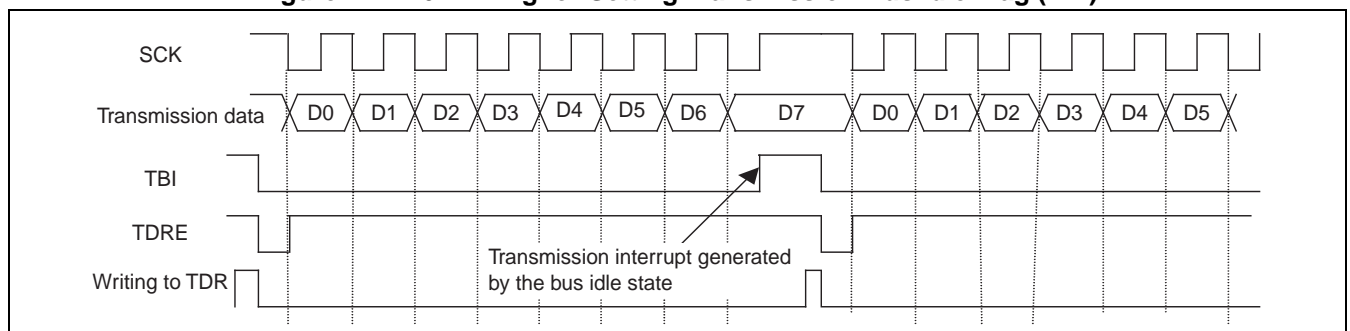 SCK
Transmission data D0 D1 D2 D3 D4 D5 D6 D7 D0 D1 D2 D3 D4 D5
TBI
TDRE
Transmission interrupt generated
by the bus idle state
Writing to TDR